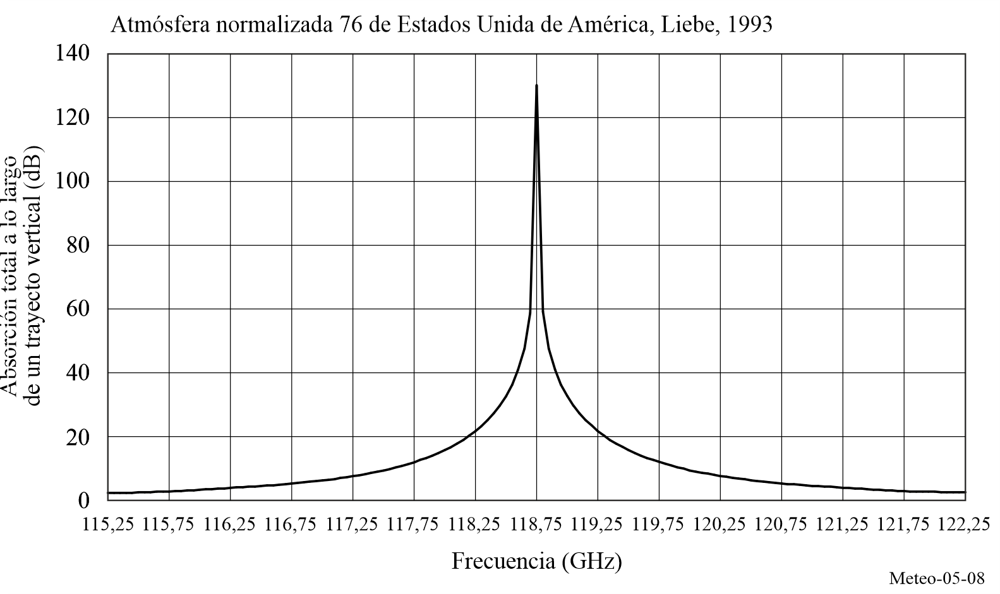 Atmósfera normalizada 76 de Estados Unida de América, Liebe, 1993
140
120
100
80
60
40
20
0
Absorción total a lo largo
de un trayecto vertical (dB)
115,25 115,75 116,25 116,75 117,25 117,75 118,25 118,75 119,25 119,75 120,25 120,75 121,25 121,75 122,25
Frecuencia (GHz)
Meteo-05-08